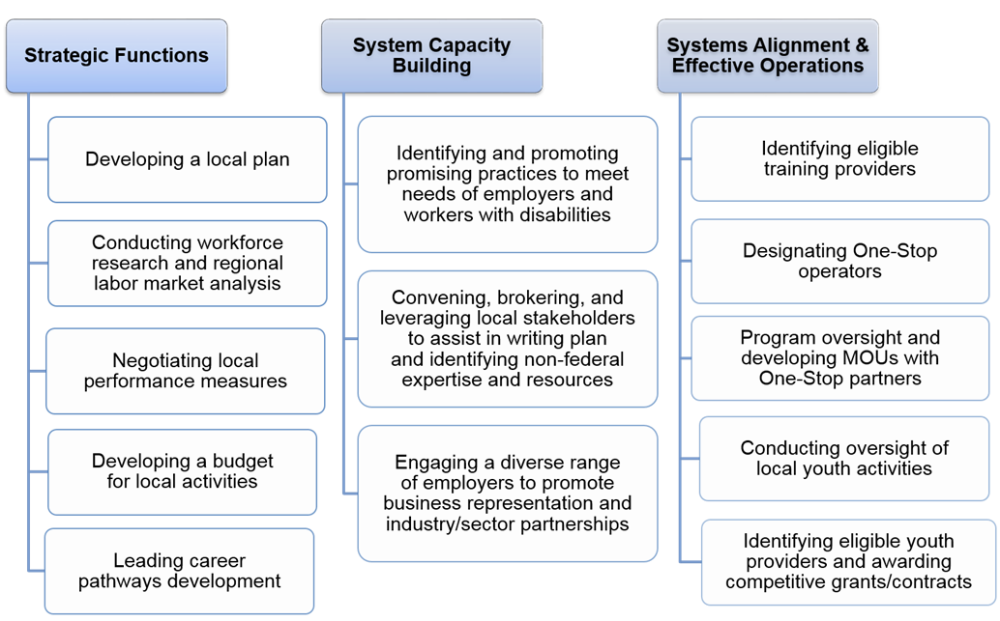 Strategic Functions
Developing a local plan
Conducting workforce
research and regional
labor market analysis
Negotiating local
performance measures
Developing a budget
for local activities
Leading career
pathways development
System Capacity
Building
Identifying and promoting
promising practices to meet
needs of employers and
workers with disabilities
Convening, brokering, and
leveraging local stakeholders
to assist in writing plan
and identifying non-federal
expertise and resources
Engaging a diverse range
of employers to promote
business representation and
industry/sector partnerships
Systems Alignment &
Effective Operations
Identifying eligible
training providers
Designating One-Stop
operators
Program oversight and
developing MOUs with
One-Stop partners
Conducting oversight of
local youth activities
Identifying eligible youth
providers and awarding
competitive grants/contracts